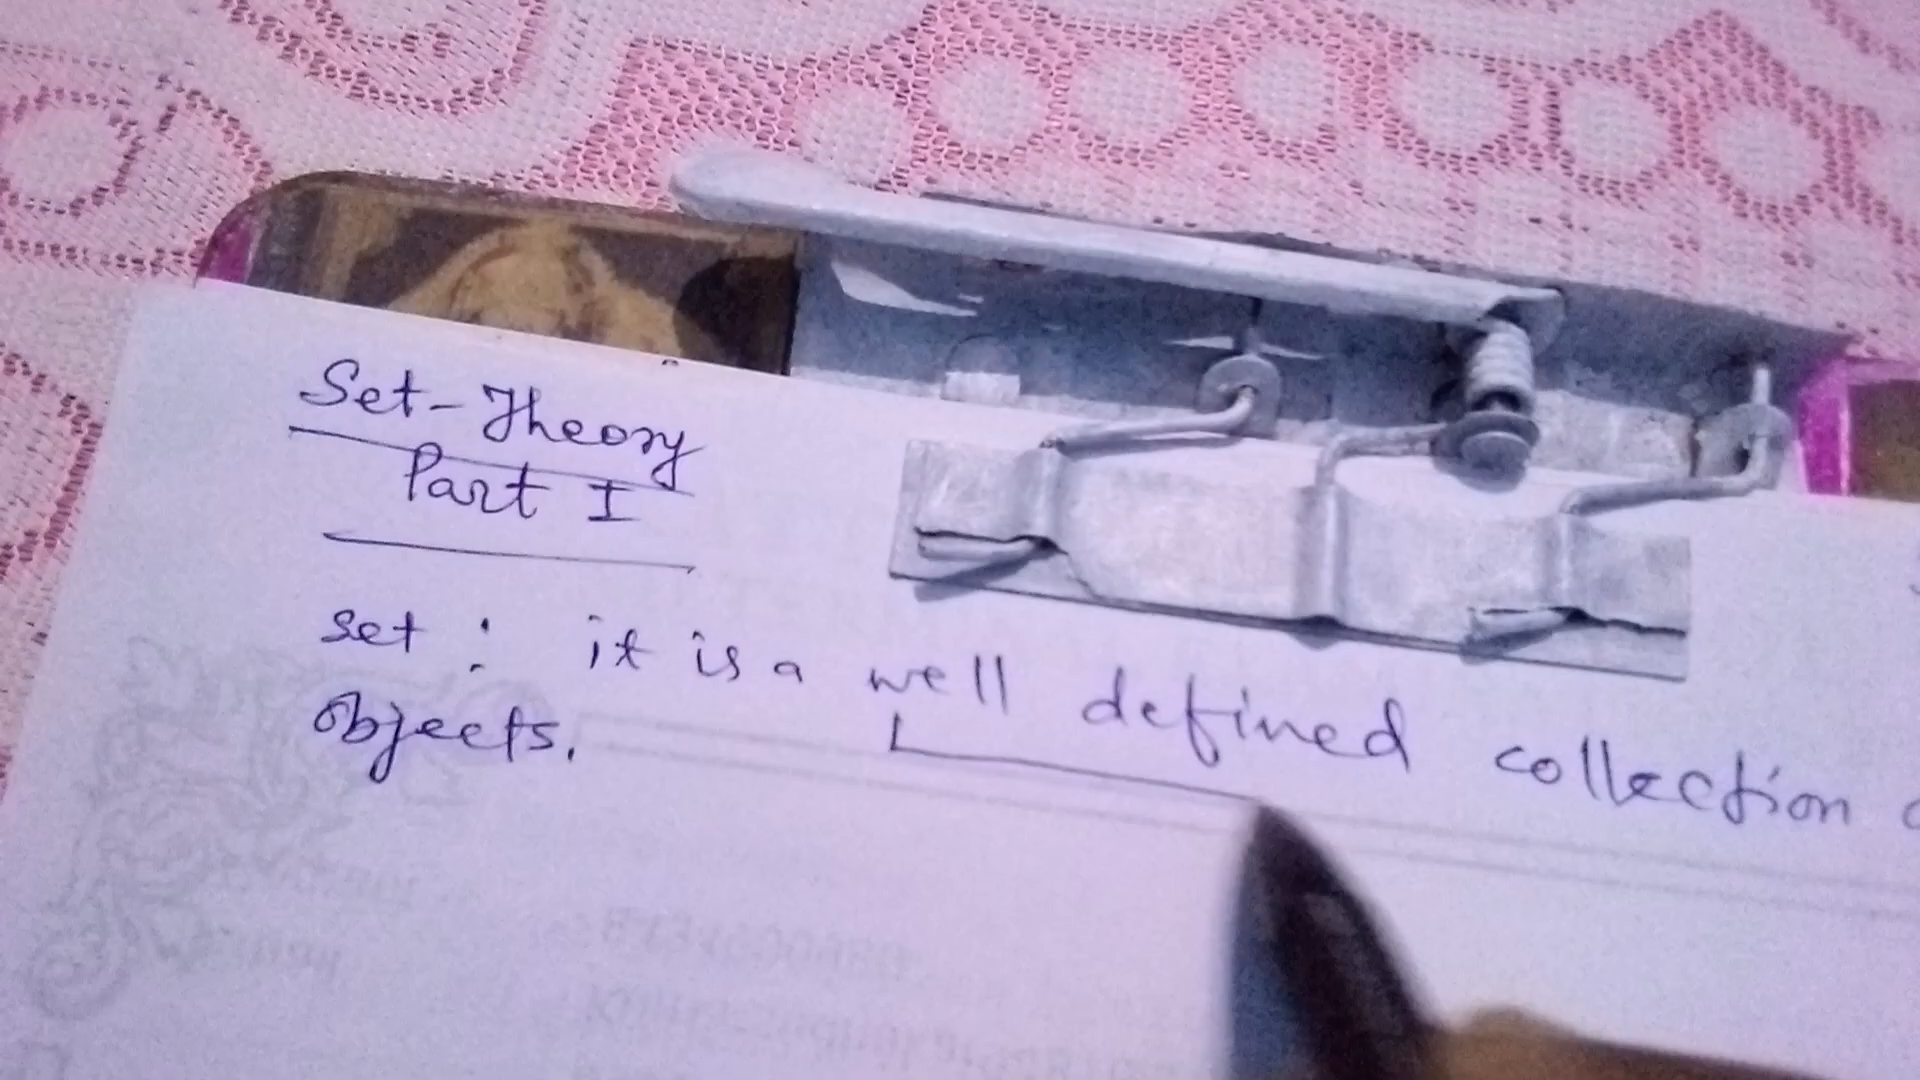 Set-Theory
Part I
set : it is a well defined collection
objects.